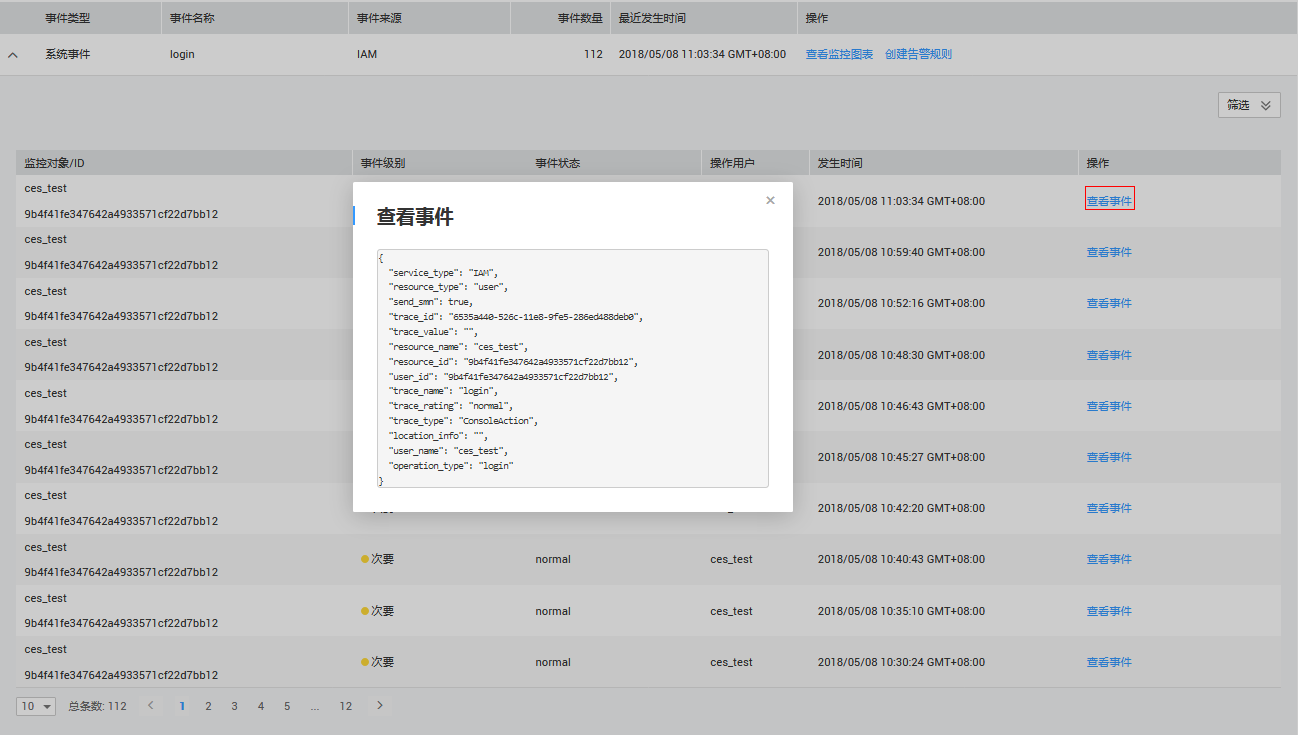 事件类型 事件名称 事件来源 事件数量 最近发生时间 操作
系统事件 login IAM 112 2018/05/08 11:03:34 GMT+08:00 查看监控图表 创建告警规则
筛选
监控对象/ID 事件级别 事件状态 操作用户 发生时间 操作
ces_test
9b4f41fe347642a4933571cf22d7bb12
2018/05/08 11:03:34 GMT+08:00 查看事件
ces_test
9b4f41fe347642a4933571cf22d7bb12
2018/05/08 10:59:40 GMT+08:00 查看事件
ces_test
9b4f41fe347642a4933571cf22d7bb12
2018/05/08 10:52:16 GMT+08:00 查看事件
ces_test
9b4f41fe347642a4933571cf22d7bb12
2018/05/08 10:48:30 GMT+08:00 查看事件
ces_test
9b4f41fe347642a4933571cf22d7bb12
2018/05/08 10:46:43 GMT+08:00 查看事件
ces_test
9b4f41fe347642a4933571cf22d7bb12
2018/05/08 10:45:27 GMT+08:00 查看事件
ces_test
9b4f41fe347642a4933571cf22d7bb12
2018/05/08 10:42:20 GMT+08:00 查看事件
ces_test
9b4f41fe347642a4933571cf22d7bb12
次要 normal ces_test 2018/05/08 10:40:43 GMT+08:00 查看事件
ces_test
9b4f41fe347642a4933571cf22d7bb12
次要 normal ces_test 2018/05/08 10:35:10 GMT+08:00 查看事件
ces_test
9b4f41fe347642a4933571cf22d7bb12
次要 normal ces_test 2018/05/08 10:30:24 GMT+08:00 查看事件
10 总条数: 112 < 1 2 3 4 5 ... 12 >
查看事件 ×
{
"service_type": "IAM",
"resource_type": "user",
"send_smn": true,
"trace_id": "6535a440-526c-11e8-9fe5-286ed488deb0",
"trace_value": "",
"resource_name": "ces_test",
"resource_id": "9b4f41fe347642a4933571cf22d7bb12",
"user_id": "9b4f41fe347642a4933571cf22d7bb12",
"trace_name": "login",
"trace_rating": "normal",
"trace_type": "ConsoleAction",
"location_info": "",
"user_name": "ces_test",
"operation_type": "login"
}